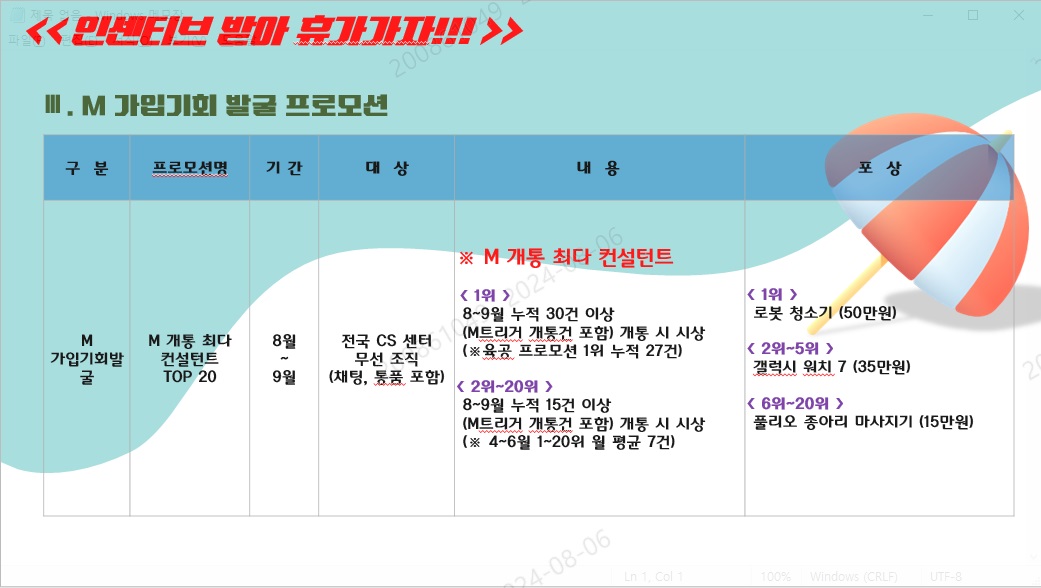 << 인센티브 받아 휴가가자!!! >>
Ⅲ. M 가입기회 발굴 프로모션
구 분 프로모션명 기 간 대 상 내 용 포 상
M
가입기회발
굴
M 개통 최다
컨설턴트
TOP 20
8월
~
9월
전국 CS 센터
무선 조직
(채팅, 통품 포함)
※ M 개통 최다 컨설턴트
< 1위 >
8~9월 누적 30건 이상
(M트리거 개통건 포함) 개통 시 시상
(※육공 프로모션 1위 누적 27건)
< 2위~20위 >
8~9월 누적 15건 이상
(M트리거 개통건 포함) 개통 시 시상
(※ 4~6월 1~20위 월 평균 7건)
< 1위 >
로봇 청소기 (50만원)
< 2위~5위 >
갤럭시 워치 7 (35만원)
< 6위~20위 >
풀리오 종아리 마사지기 (15만원)
2024-08-06
024-08-06
Ln 1, Col 1 100% Windows (CRLF) UTF-8